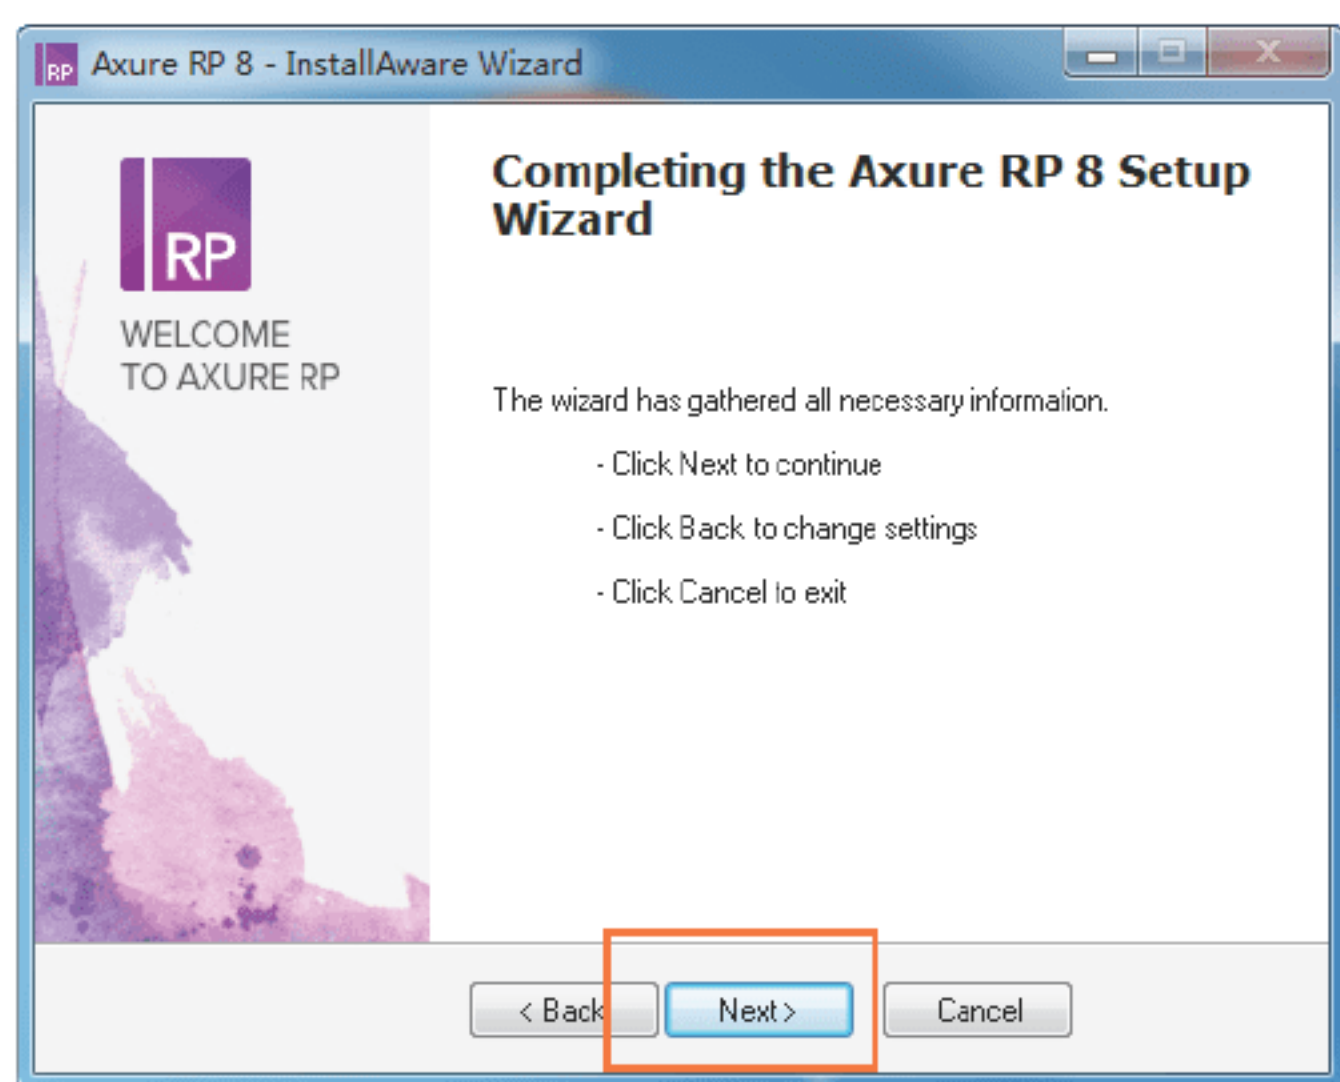 RP Axure RP 8 - InstallAware Wizard
RP
WELCOME
TO AXURE RP
Completing the Axure RP 8 Setup
Wizard
The wizard has gathered all necessary information.
- Click Next to continue
- Click Back to change settings
- Click Cancel to exit
< Back Next > Cancel